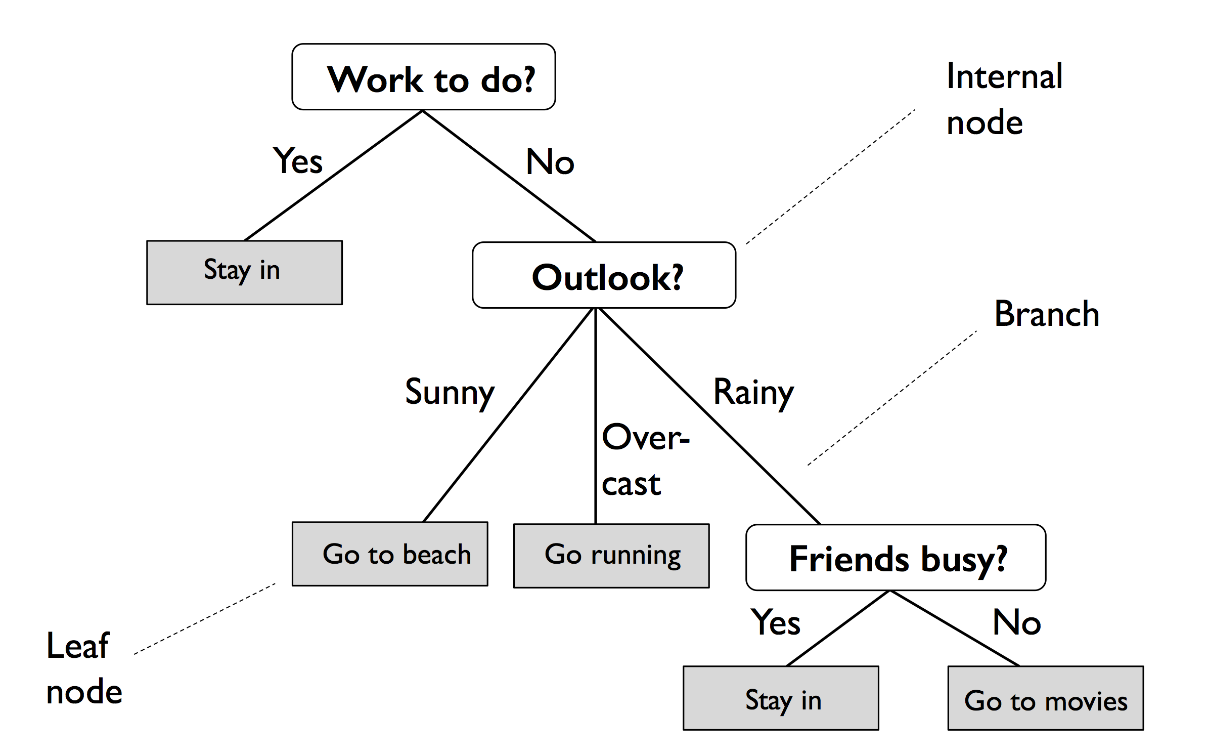 Work to do?
Internal
node
Yes
No
Stay in
Outlook?
Branch
Sunny
Rainy
Over-
cast
Go to beach
Go running
Friends busy?
Leaf
node
Yes
No
Stay in
Go to movies